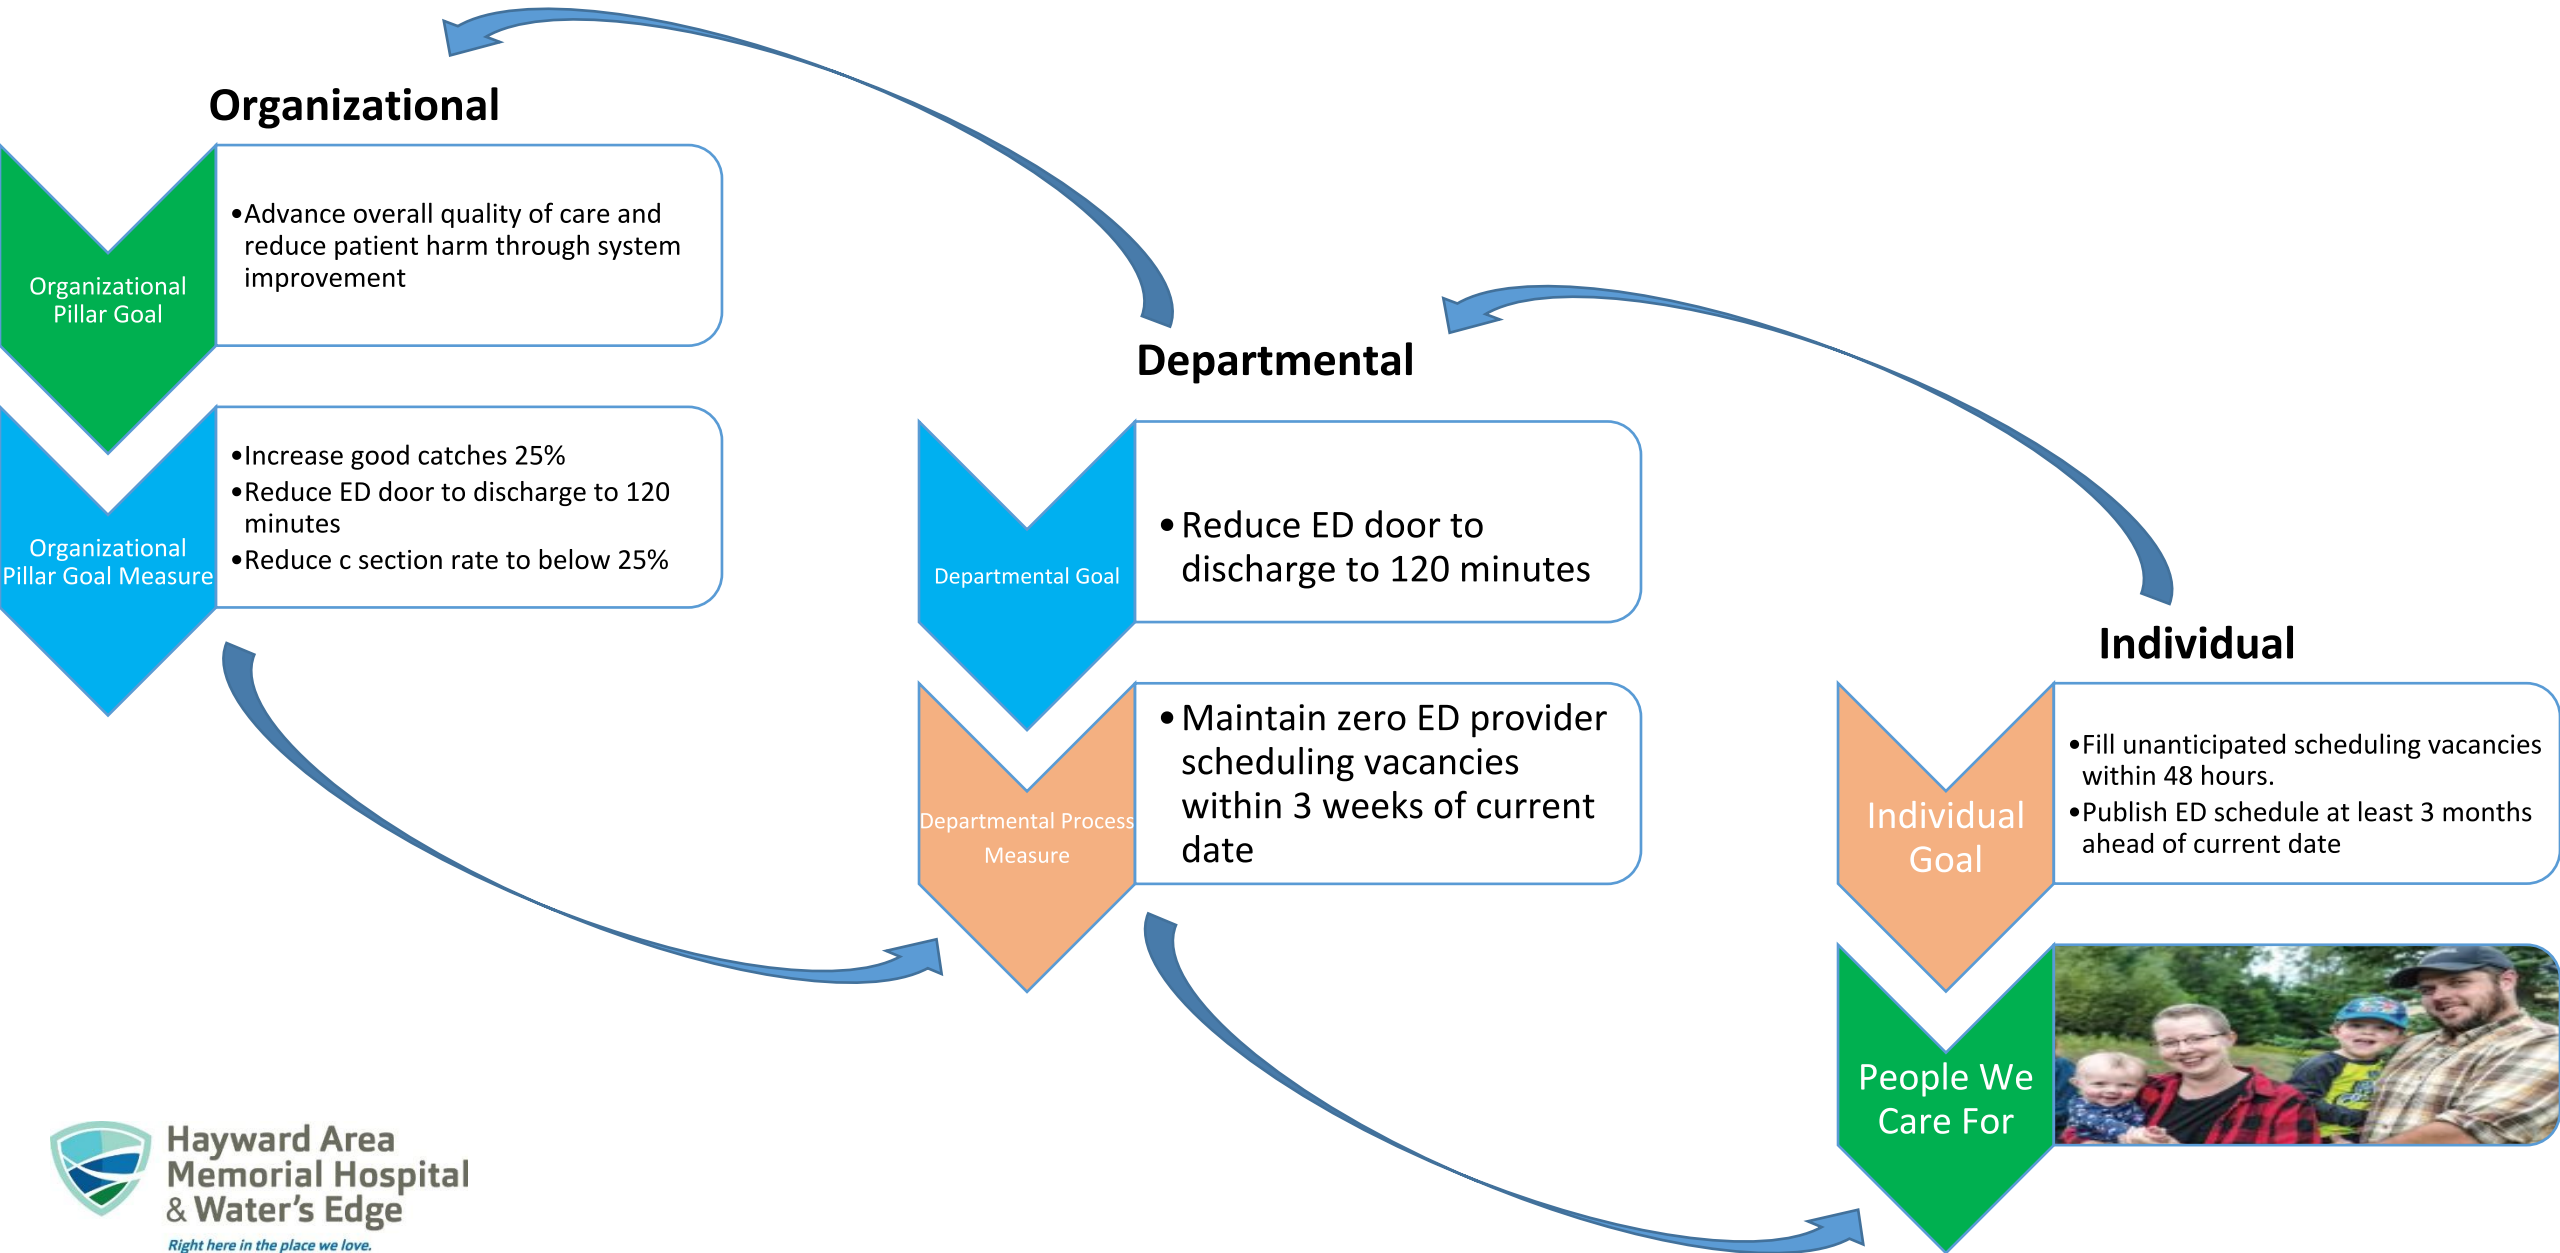 Organizational
Organizational
Pillar Goal
•Advance overall quality of care and
reduce patient harm through system
improvement
Organizational
Pillar Goal Measure
•Increase good catches 25%
•Reduce ED door to discharge to 120
minutes
•Reduce c section rate to below 25%
Departmental
Departmental Goal
•Reduce ED door to
discharge to 120 minutes
Departmental Process
Measure
•Maintain zero ED provider
scheduling vacancies
within 3 weeks of current
date
Individual
Individual
Goal
•Fill unanticipated scheduling vacancies
within 48 hours.
•Publish ED schedule at least 3 months
ahead of current date
People We
Care For
Hayward Area
Memorial Hospital
& Water's Edge
Right here in the place we love.